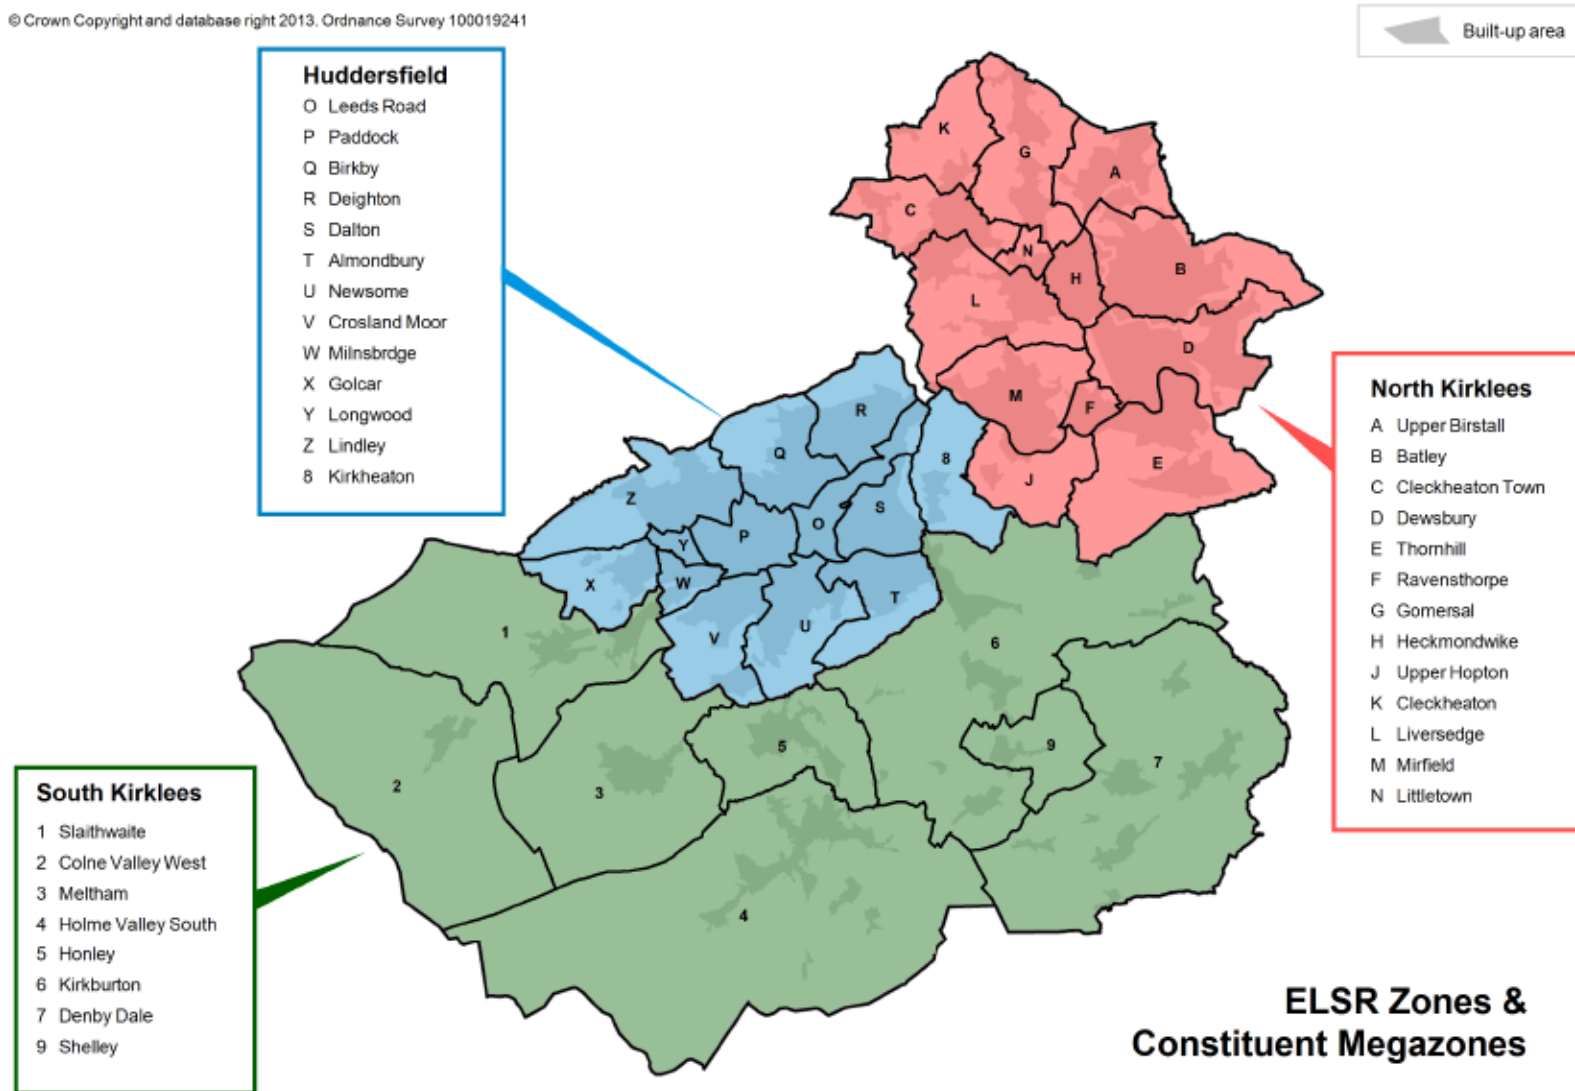 © Crown Copyright and database right 2013. Ordnance Survey 100019241
Built-up area
Huddersfield
O Leeds Road
P Paddock
Q Birkby
R Deighton
S Dalton
T Almondbury
U Newsome
V Crosland Moor
W Milnsbrdge
X Golcar
Y Longwood
Z Lindley
8 Kirkheaton
North Kirklees
A Upper Birstall
B Batley
C Cleckheaton Town
D Dewsbury
E Thornhill
F Ravensthorpe
G Gomersal
H Heckmondwike
J Upper Hopton
K Cleckheaton
L Liversedge
M Mirfield
N Littletown
South Kirklees
1 Slaithwaite
2 Colne Valley West
3 Meltham
4 Holme Valley South
5 Honley
6 Kirkburton
7 Denby Dale
9 Shelley
K
G
A
C
N
B
H
L
D
M
F
R
Q
8
E
J
Z
S
O
P
Y
W
X
T
V
U
1
6
5
9
7
2
3
4
ELSR Zones &
Constituent Megazones